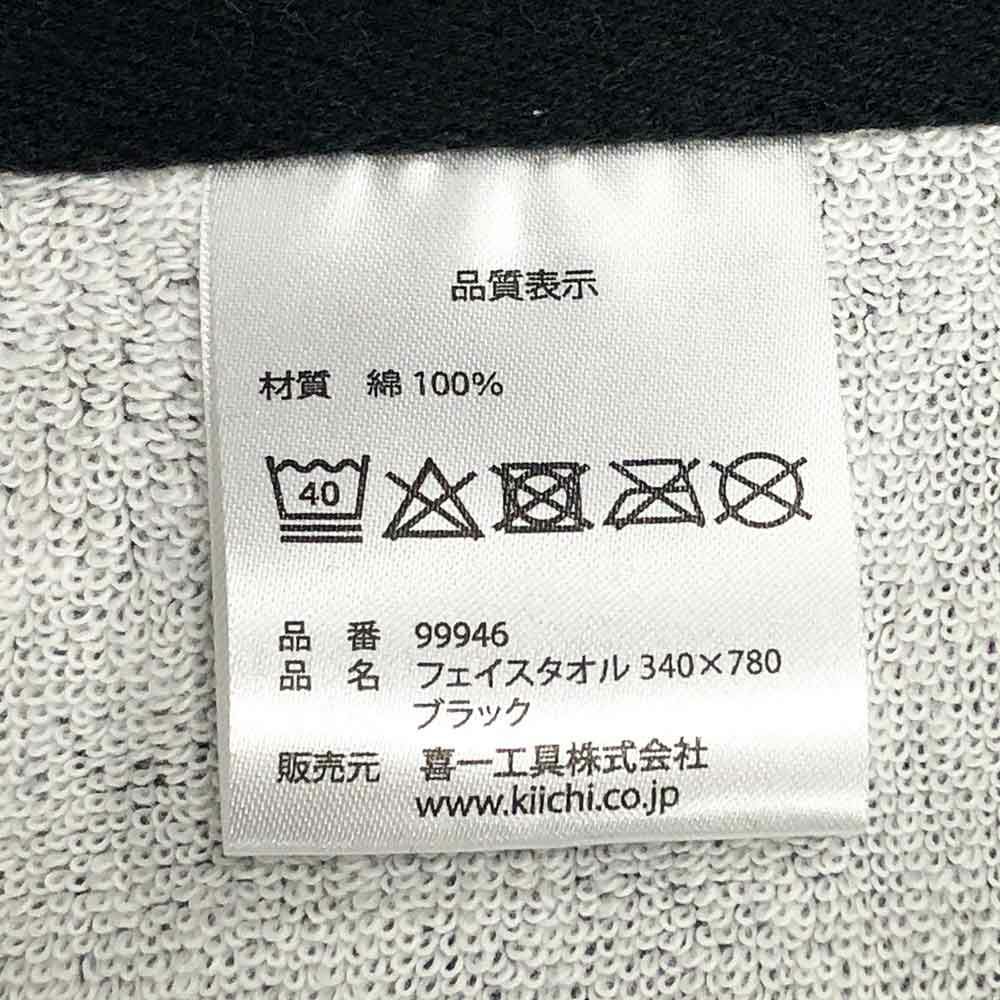 品質表示
材質 綿 100%
40
品 番 99946
品 名 フェイスタオル 340×780
ブラック
販売元 喜一工具株式会社
www.kiichi.co.jp